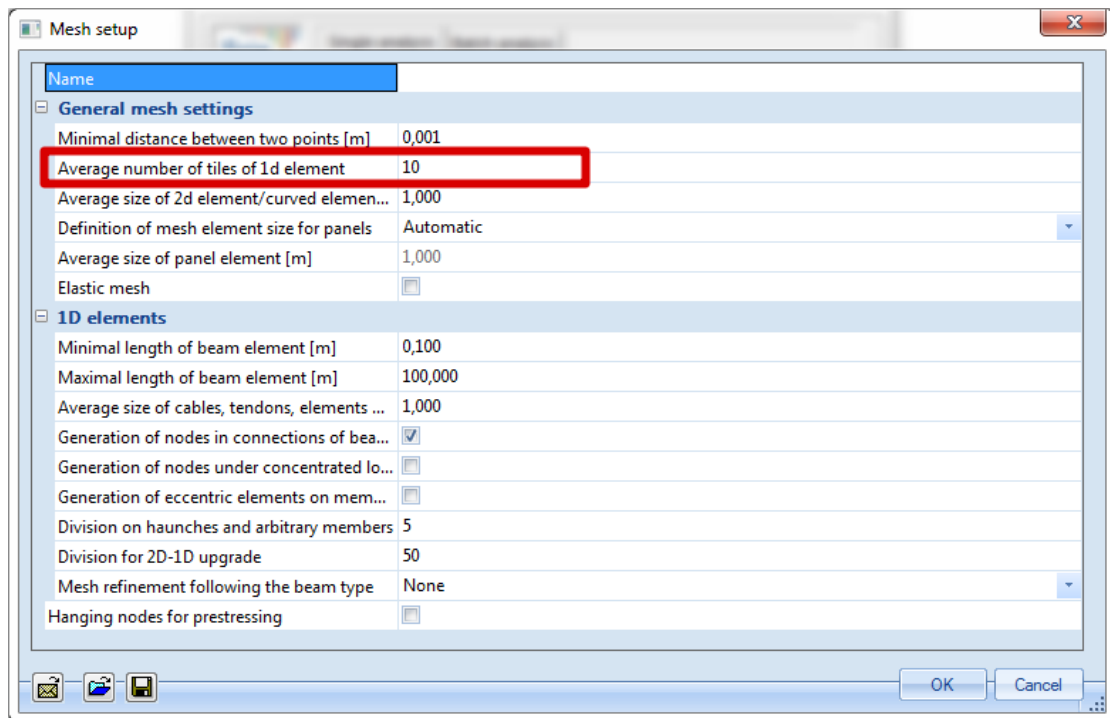 Mesh setup
Name
General mesh settings
Minimal distance between two points [m] 0,001
Average number of tiles of 1d element 10
Average size of 2d element/curved elemen... 1,000
Definition of mesh element size for panels Automatic
Average size of panel element [m] 1,000
Elastic mesh
1D elements
Minimal length of beam element [m] 0,100
Maximal length of beam element [m] 100,000
Average size of cables, tendons, elements ... 1,000
Generation of nodes in connections of bea...
Generation of nodes under concentrated lo...
Generation of eccentric elements on mem...
Division on haunches and arbitrary members 5
Division for 2D-1D upgrade 50
Mesh refinement following the beam type None
Hanging nodes for prestressing
OK Cancel